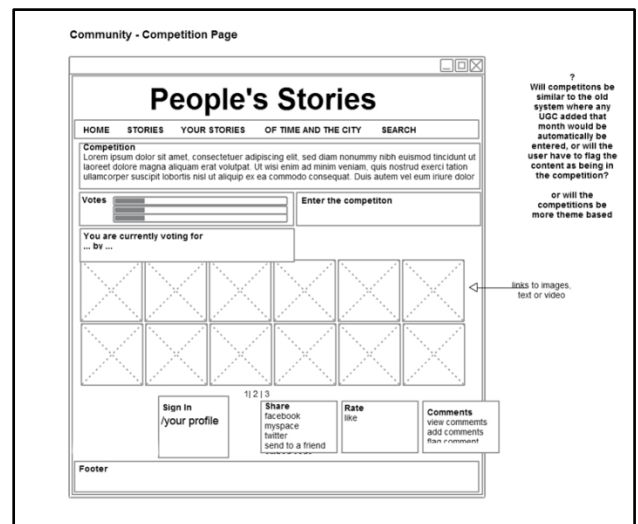 Community - Competition Page
People's Stories
HOME STORIES YOUR STORIES OF TIME AND THE CITY SEARCH
Competition
Lorem ipsum dolor sit amet, consectetuer adipiscing elit, sed diam nonummy nibh euismod tincidunt ut
laoreet dolore magna aliquam erat volutpat. Ut wisi enim ad minim veniam, quis nostrud exerci tation
ullamcorper suscipit lobortis nisl ut aliquip ex ea commodo consequat. Duis autem vel eum iriure dolor
Votes
Enter the competiton
You are currently voting for
... by ...
1| 2 | 3
Sign In
/your profile
Share
facebook
myspace
twitter
send to a friend
Rate
like
Comments
view commemts
add comments
flag comment
Footer
?
Will competitons be
similar to the old
system where any
UGC added that
month would be
automatically be
entered, or will the
user have to flag the
content as being in
the competition?
or will the
competitions be
more theme based
links to images,
text or video